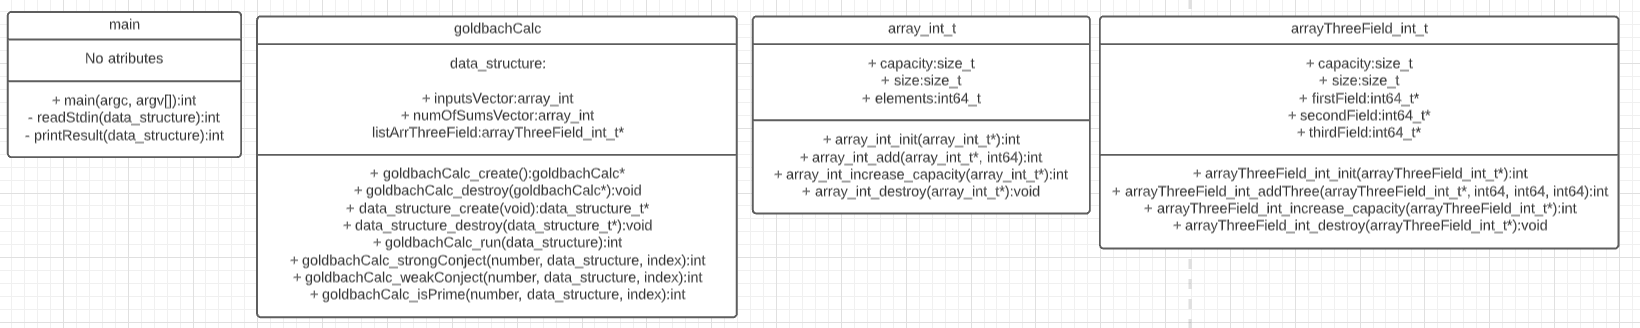 main
No atributes
+ main(argc, argv[]):int
- readStdin(data_structure):int
- printResult(data_structure):int
goldbachCalc
data_structure:
+ inputsVector:array_int
+ numOfSumsVector:array_int
listArrThreeField:arrayThreeField_int_t*
+ goldbachCalc_create():goldbachCalc*
+ goldbachCalc_destroy(goldbachCalc*):void
+ data_structure_create(void):data_structure_t*
+ data_structure_destroy(data_structure_t*):void
+ goldbachCalc_run(data_structure):int
+ goldbachCalc_strongConject(number, data_structure, index):int
+ goldbachCalc_weakConject(number, data_structure, index):int
+ goldbachCalc_isPrime(number, data_structure, index):int
array_int_t
+ capacity:size_t
+ size:size_t
+ elements:int64_t
+ array_int_init(array_int_t*):int
+ array_int_add(array_int_t*, int64):int
+ array_int_increase_capacity(array_int_t*):int
+ array_int_destroy(array_int_t*):void
arrayThreeField_int_t
+ capacity:size_t
+ size:size_t
+ firstField:int64_t*
+ secondField:int64_t*
+ thirdField:int64_t*
+ arrayThreeField_int_init(arrayThreeField_int_t*):int
+ arrayThreeField_int_addThree(arrayThreeField_int_t*, int64, int64, int64):int
+ arrayThreeField_int_increase_capacity(arrayThreeField_int_t*):int
+ arrayThreeField_int_destroy(arrayThreeField_int_t*):void